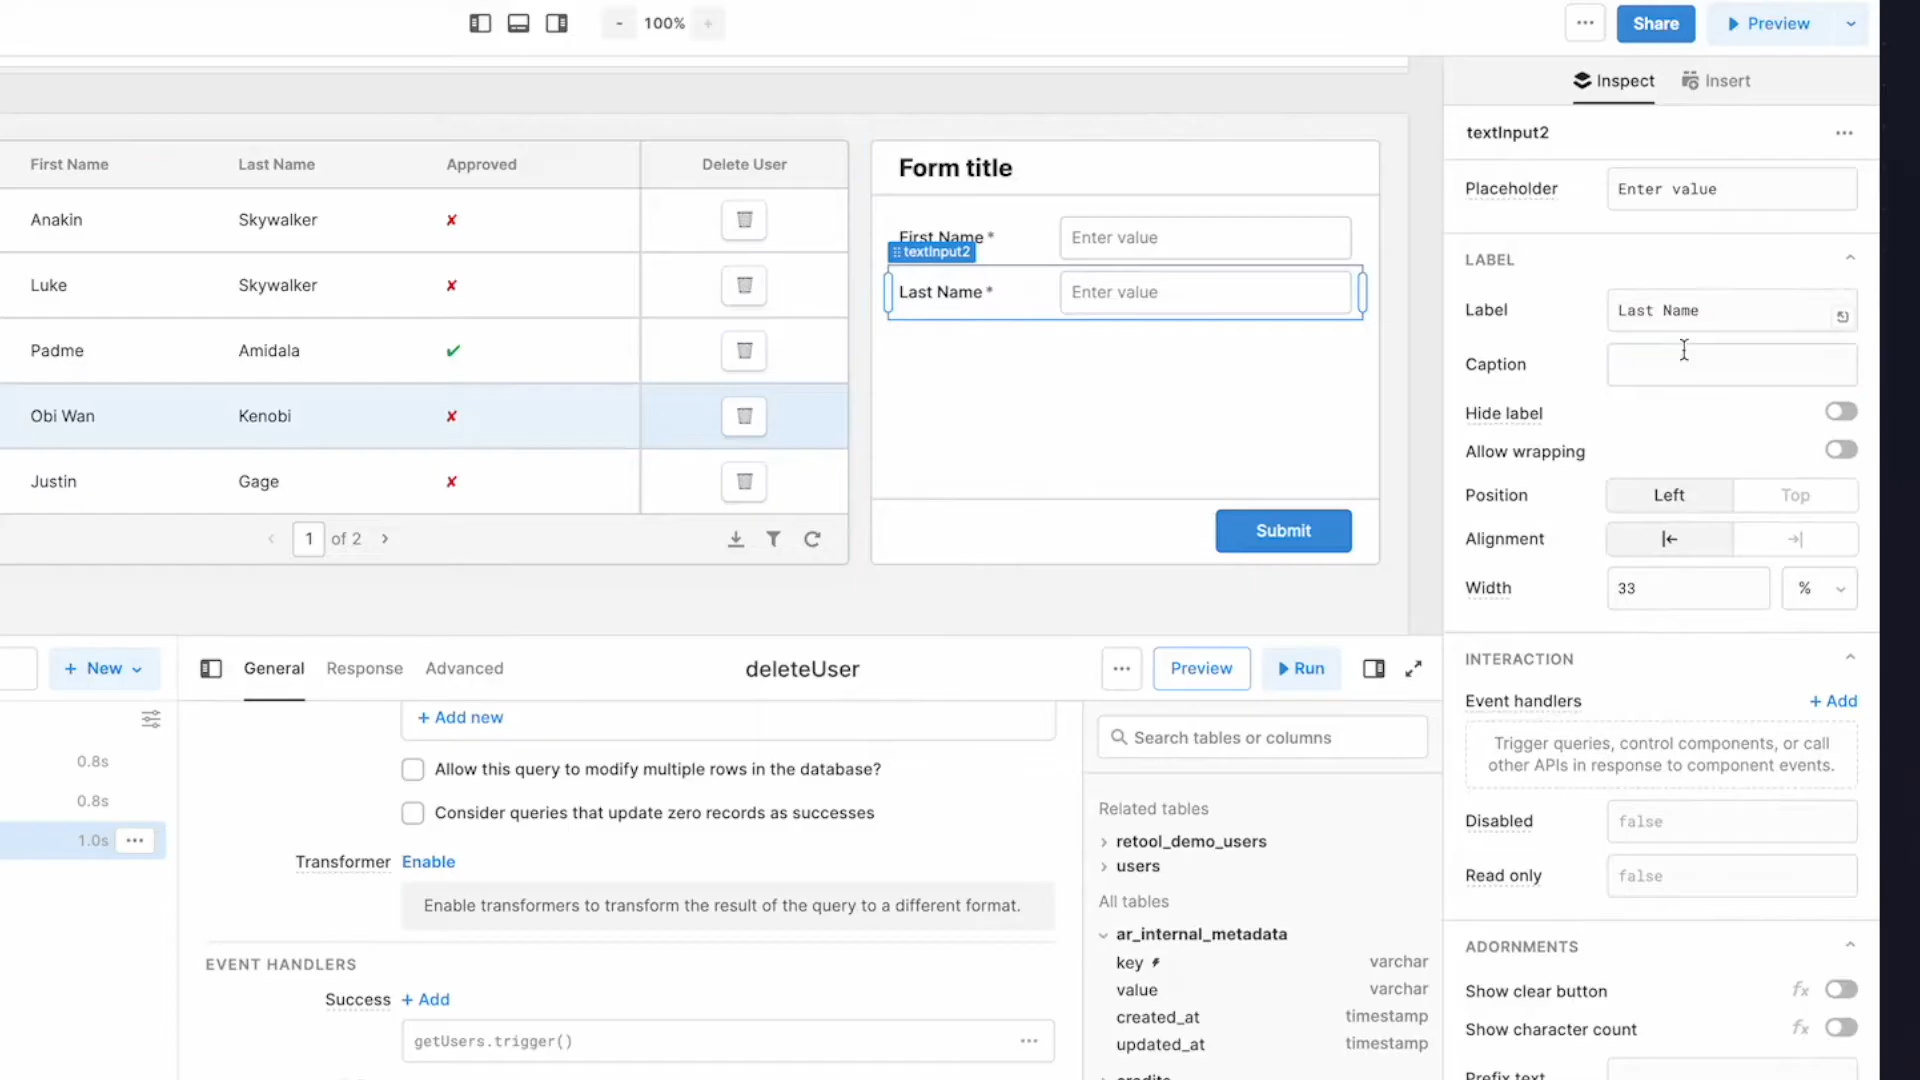 - 100% +
Share
Preview
Inspect
Insert
textInput2
Placeholder
Enter value
First Name
Last Name
Approved
Delete User
Anakin
Skywalker
✘
Luke
Skywalker
✘
Padme
Amidala
✔
Obi Wan
Kenobi
✘
Justin
Gage
✘
1 of 2
Form title
First Name *
Enter value
textInput2
Last Name *
Enter value
Submit
LABEL
Label
Last Name
Caption
Hide label
Allow wrapping
Position
Left
Top
Alignment
Width
33
%
INTERACTION
Event handlers
+ Add
Trigger queries, control components, or call
other APIs in response to component events.
Disabled
false
Read only
false
ADORNMENTS
Show clear button
fx
Show character count
fx
Prefix text
+ New
0.8s
0.8s
1.0s
General
Response
Advanced
deleteUser
Preview
Run
+ Add new
Allow this query to modify multiple rows in the database?
Consider queries that update zero records as successes
Transformer
Enable
Enable transformers to transform the result of the query to a different format.
EVENT HANDLERS
Success
+ Add
getUsers.trigger()
Search tables or columns
Related tables
retool_demo_users
users
All tables
ar_internal_metadata
key
varchar
value
varchar
created_at
timestamp
updated_at
timestamp
credits